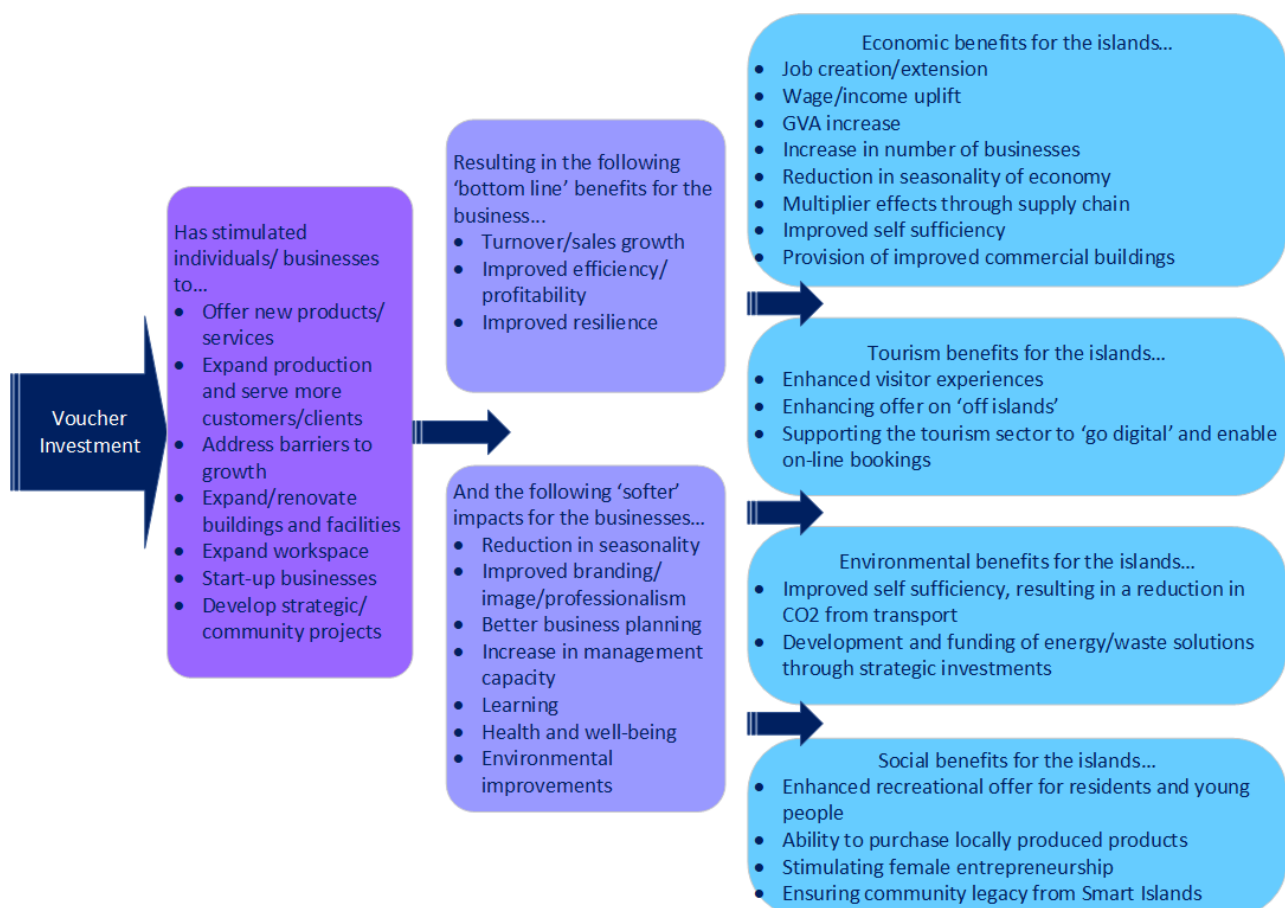 Voucher
Investment
Has stimulated
individuals/ businesses
to...
• Offer new products/
services
• Expand production
and serve more
customers/clients
• Address barriers to
growth
• Expand/renovate
buildings and facilities
• Expand workspace
• Start-up businesses
• Develop strategic/
community projects
Resulting in the following
‘bottom line’ benefits for the
business...
• Turnover/sales growth
• Improved efficiency/
profitability
• Improved resilience
And the following ‘softer’
impacts for the businesses...
• Reduction in seasonality
• Improved branding/
image/professionalism
• Better business planning
• Increase in management
capacity
• Learning
• Health and well-being
• Environmental
improvements
Economic benefits for the islands...
• Job creation/extension
• Wage/income uplift
• GVA increase
• Increase in number of businesses
• Reduction in seasonality of economy
• Multiplier effects through supply chain
• Improved self sufficiency
• Provision of improved commercial buildings
Tourism benefits for the islands...
• Enhanced visitor experiences
• Enhancing offer on ‘off islands’
• Supporting the tourism sector to ‘go digital’ and enable
on-line bookings
Environmental benefits for the islands...
• Improved self sufficiency, resulting in a reduction in
CO2 from transport
• Development and funding of energy/waste solutions
through strategic investments
Social benefits for the islands...
• Enhanced recreational offer for residents and young
people
• Ability to purchase locally produced products
• Stimulating female entrepreneurship
• Ensuring community legacy from Smart Islands